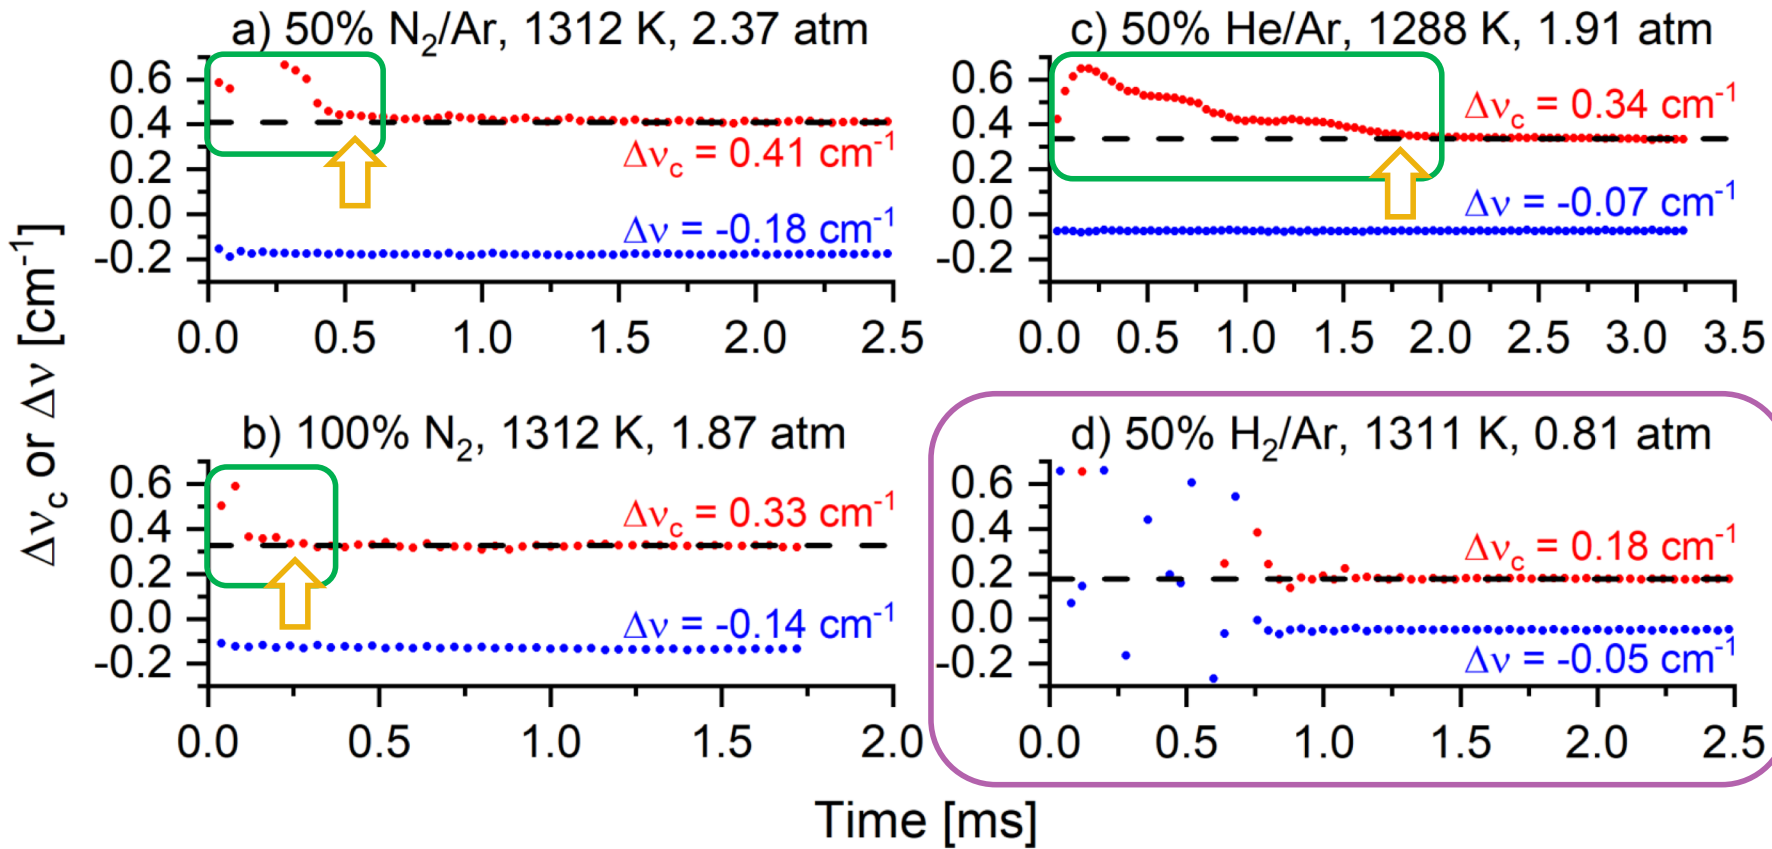 a) 50% N₂/Ar, 1312 K, 2.37 atm
0.6
0.4
0.2
0.0
-0.2
Δν_c = 0.41 cm⁻¹
Δν = -0.18 cm⁻¹
0.0 0.5 1.0 1.5 2.0 2.5
c) 50% He/Ar, 1288 K, 1.91 atm
0.6
0.4
0.2
0.0
-0.2
Δν_c = 0.34 cm⁻¹
Δν = -0.07 cm⁻¹
0.0 0.5 1.0 1.5 2.0 2.5 3.0 3.5
b) 100% N₂, 1312 K, 1.87 atm
0.6
0.4
0.2
0.0
-0.2
Δν_c = 0.33 cm⁻¹
Δν = -0.14 cm⁻¹
0.0 0.5 1.0 1.5 2.0
d) 50% H₂/Ar, 1311 K, 0.81 atm
0.6
0.4
0.2
0.0
-0.2
Δν_c = 0.18 cm⁻¹
Δν = -0.05 cm⁻¹
0.0 0.5 1.0 1.5 2.0 2.5
Δν_c or Δν [cm⁻¹]
Time [ms]